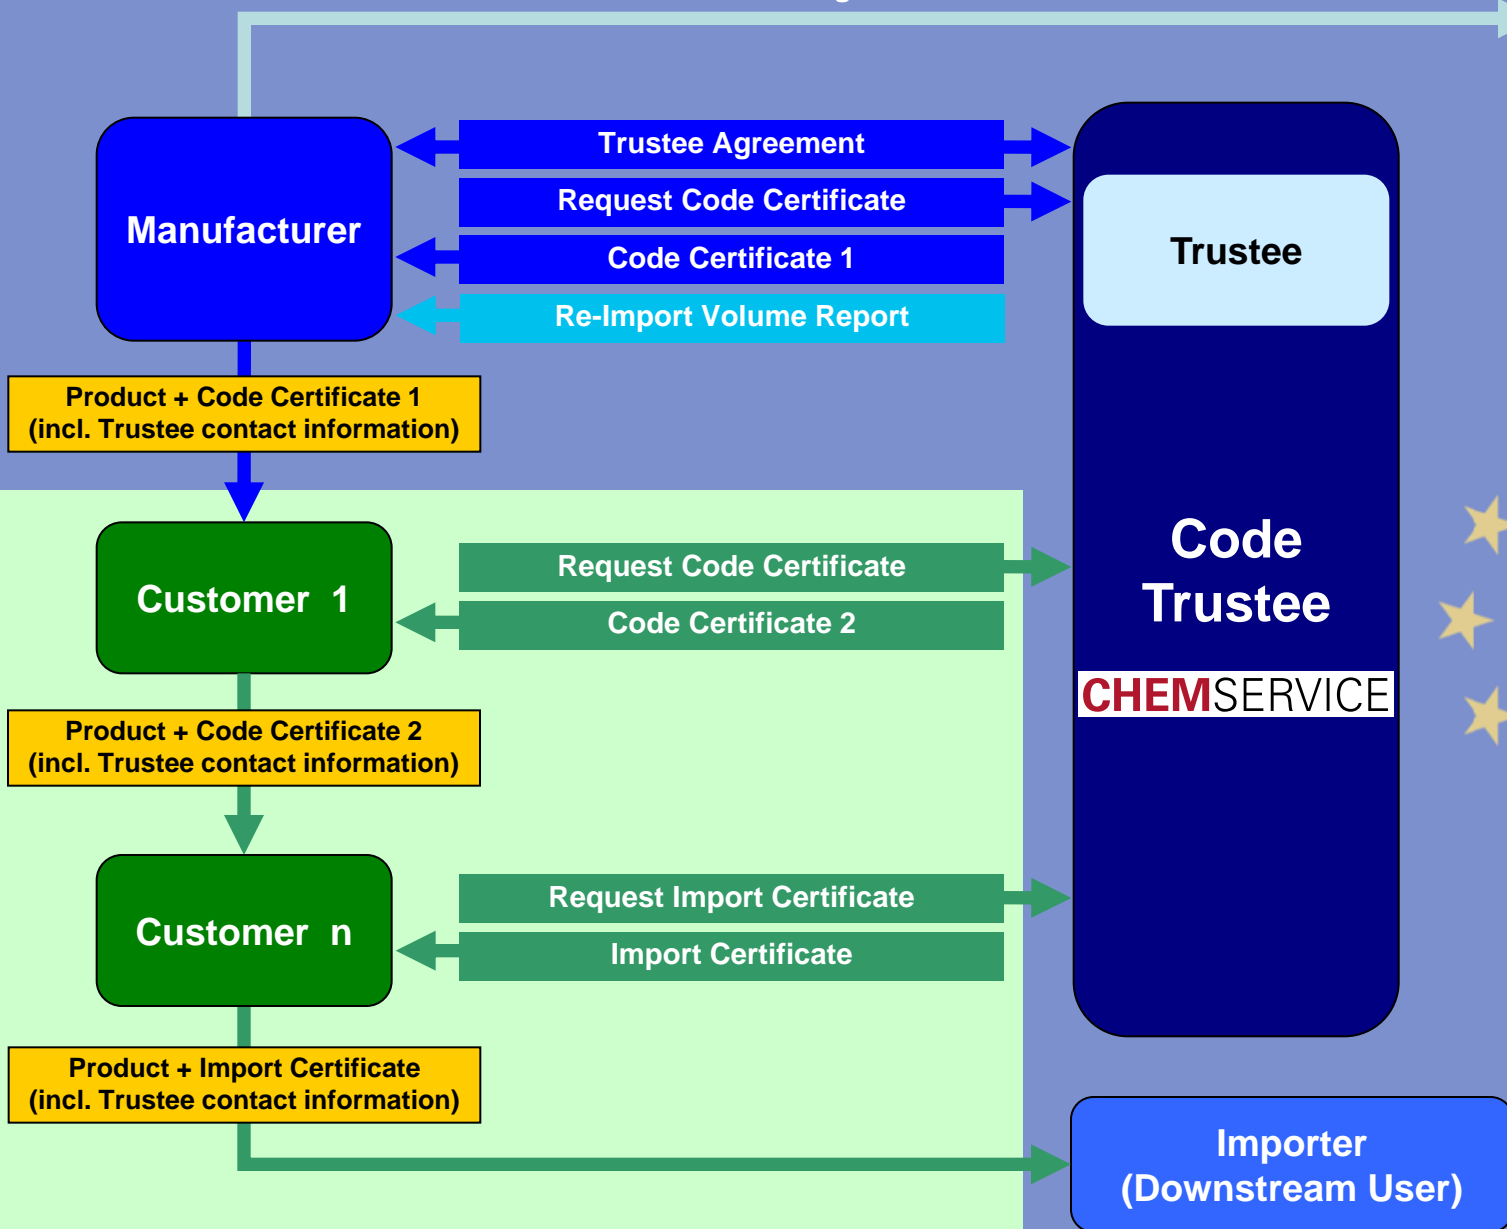 Manufacturer
Trustee Agreement
Request Code Certificate
Code Certificate 1
Re-Import Volume Report
Trustee
Product + Code Certificate 1
(incl. Trustee contact information)
Customer 1
Request Code Certificate
Code Certificate 2
Code
Trustee
CHEMSERVICE
Product + Code Certificate 2
(incl. Trustee contact information)
Customer n
Request Import Certificate
Import Certificate
Product + Import Certificate
(incl. Trustee contact information)
Importer
(Downstream User)